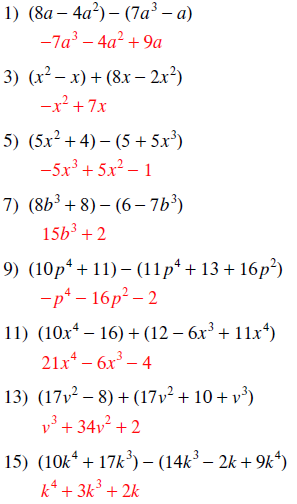 1) (8a − 4a²) − (7a³ − a)
−7a³ − 4a² + 9a
3) (x² − x) + (8x − 2x²)
−x² + 7x
5) (5x² + 4) − (5 + 5x³)
−5x³ + 5x² − 1
7) (8b³ + 8) − (6 − 7b³)
15b³ + 2
9) (10p⁴ + 11) − (11p⁴ + 13 + 16p²)
−p⁴ − 16p² − 2
11) (10x⁴ − 16) + (12 − 6x³ + 11x⁴)
21x⁴ − 6x³ − 4
13) (17v² − 8) + (17v² + 10 + v³)
v³ + 34v² + 2
15) (10k⁴ + 17k³) − (14k³ − 2k + 9k⁴)
k⁴ + 3k³ + 2k